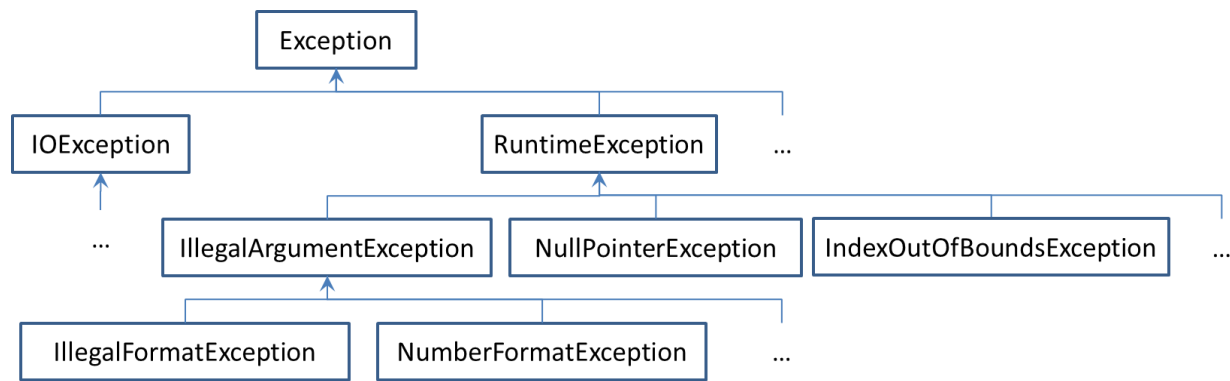 Exception
IOException
RuntimeException
...
...
IllegalArgumentException
NullPointerException
IndexOutOfBoundsException
...
IllegalFormatException
NumberFormatException
...